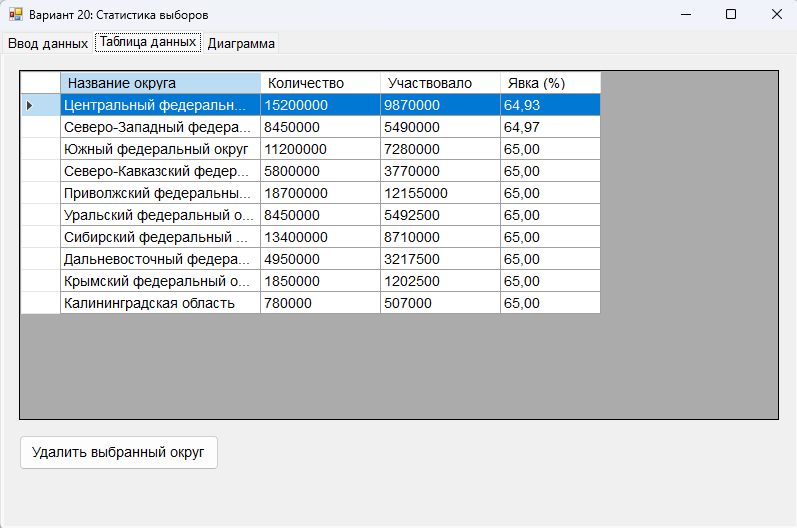 Вариант 20: Статистика выборов
Ввод данных Таблица данных Диаграмма
Название округа Количество Участвовало Явка (%)
Центральный федеральн... 15200000 9870000 64,93
Северо-Западный федера... 8450000 5490000 64,97
Южный федеральный округ 11200000 7280000 65,00
Северо-Кавказский федер... 5800000 3770000 65,00
Приволжский федеральны... 18700000 12155000 65,00
Уральский федеральный о... 8450000 5492500 65,00
Сибирский федеральный ... 13400000 8710000 65,00
Дальневосточный федера... 4950000 3217500 65,00
Крымский федеральный о... 1850000 1202500 65,00
Калининградская область 780000 507000 65,00
Удалить выбранный округ